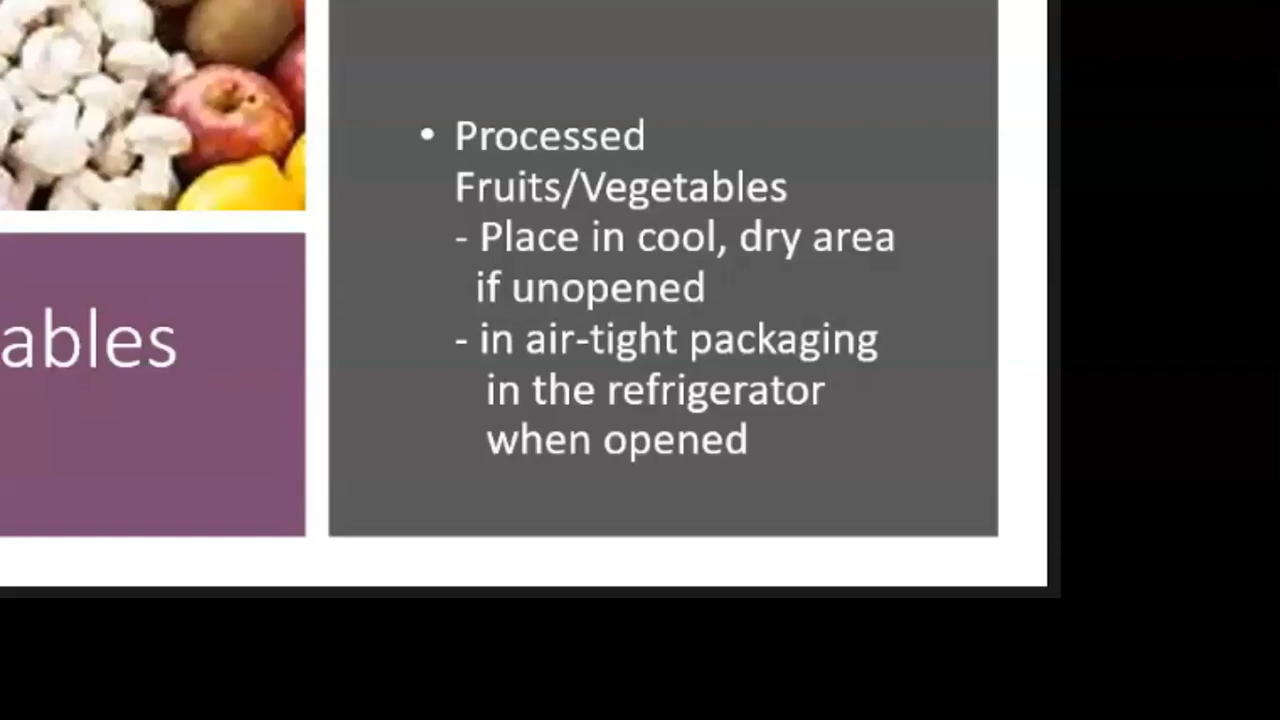 • Processed
Fruits/Vegetables
- Place in cool, dry area
if unopened
- in air-tight packaging
in the refrigerator
when opened
ables